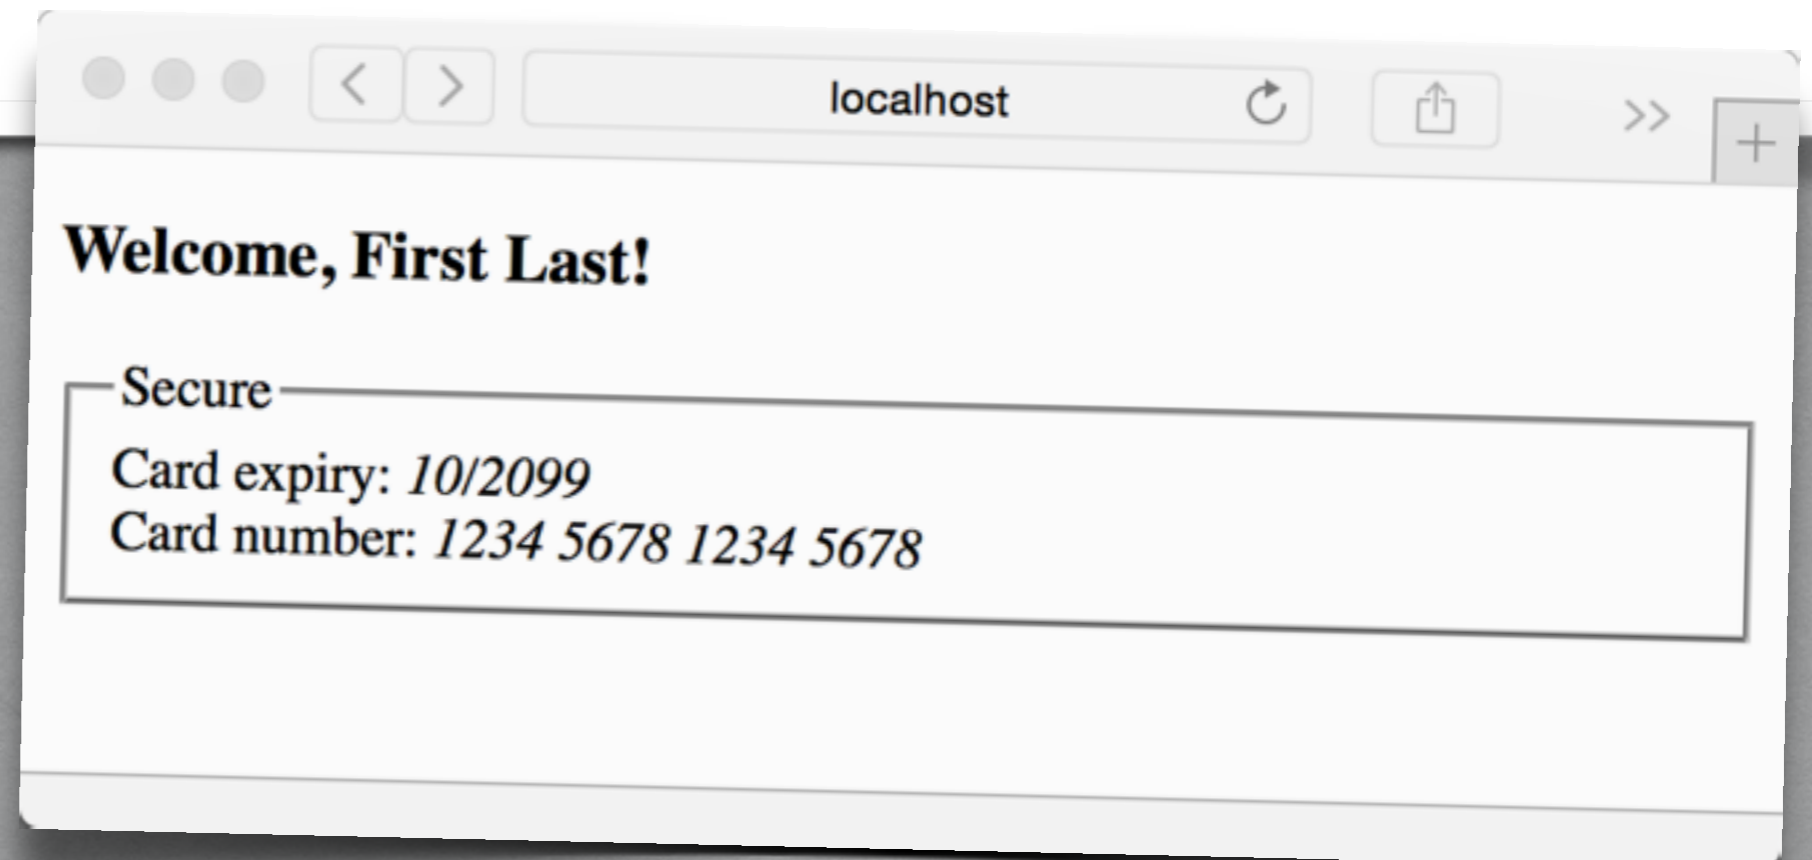 localhost
Welcome, First Last!
Secure
Card expiry: 10/2099
Card number: 1234 5678 1234 5678